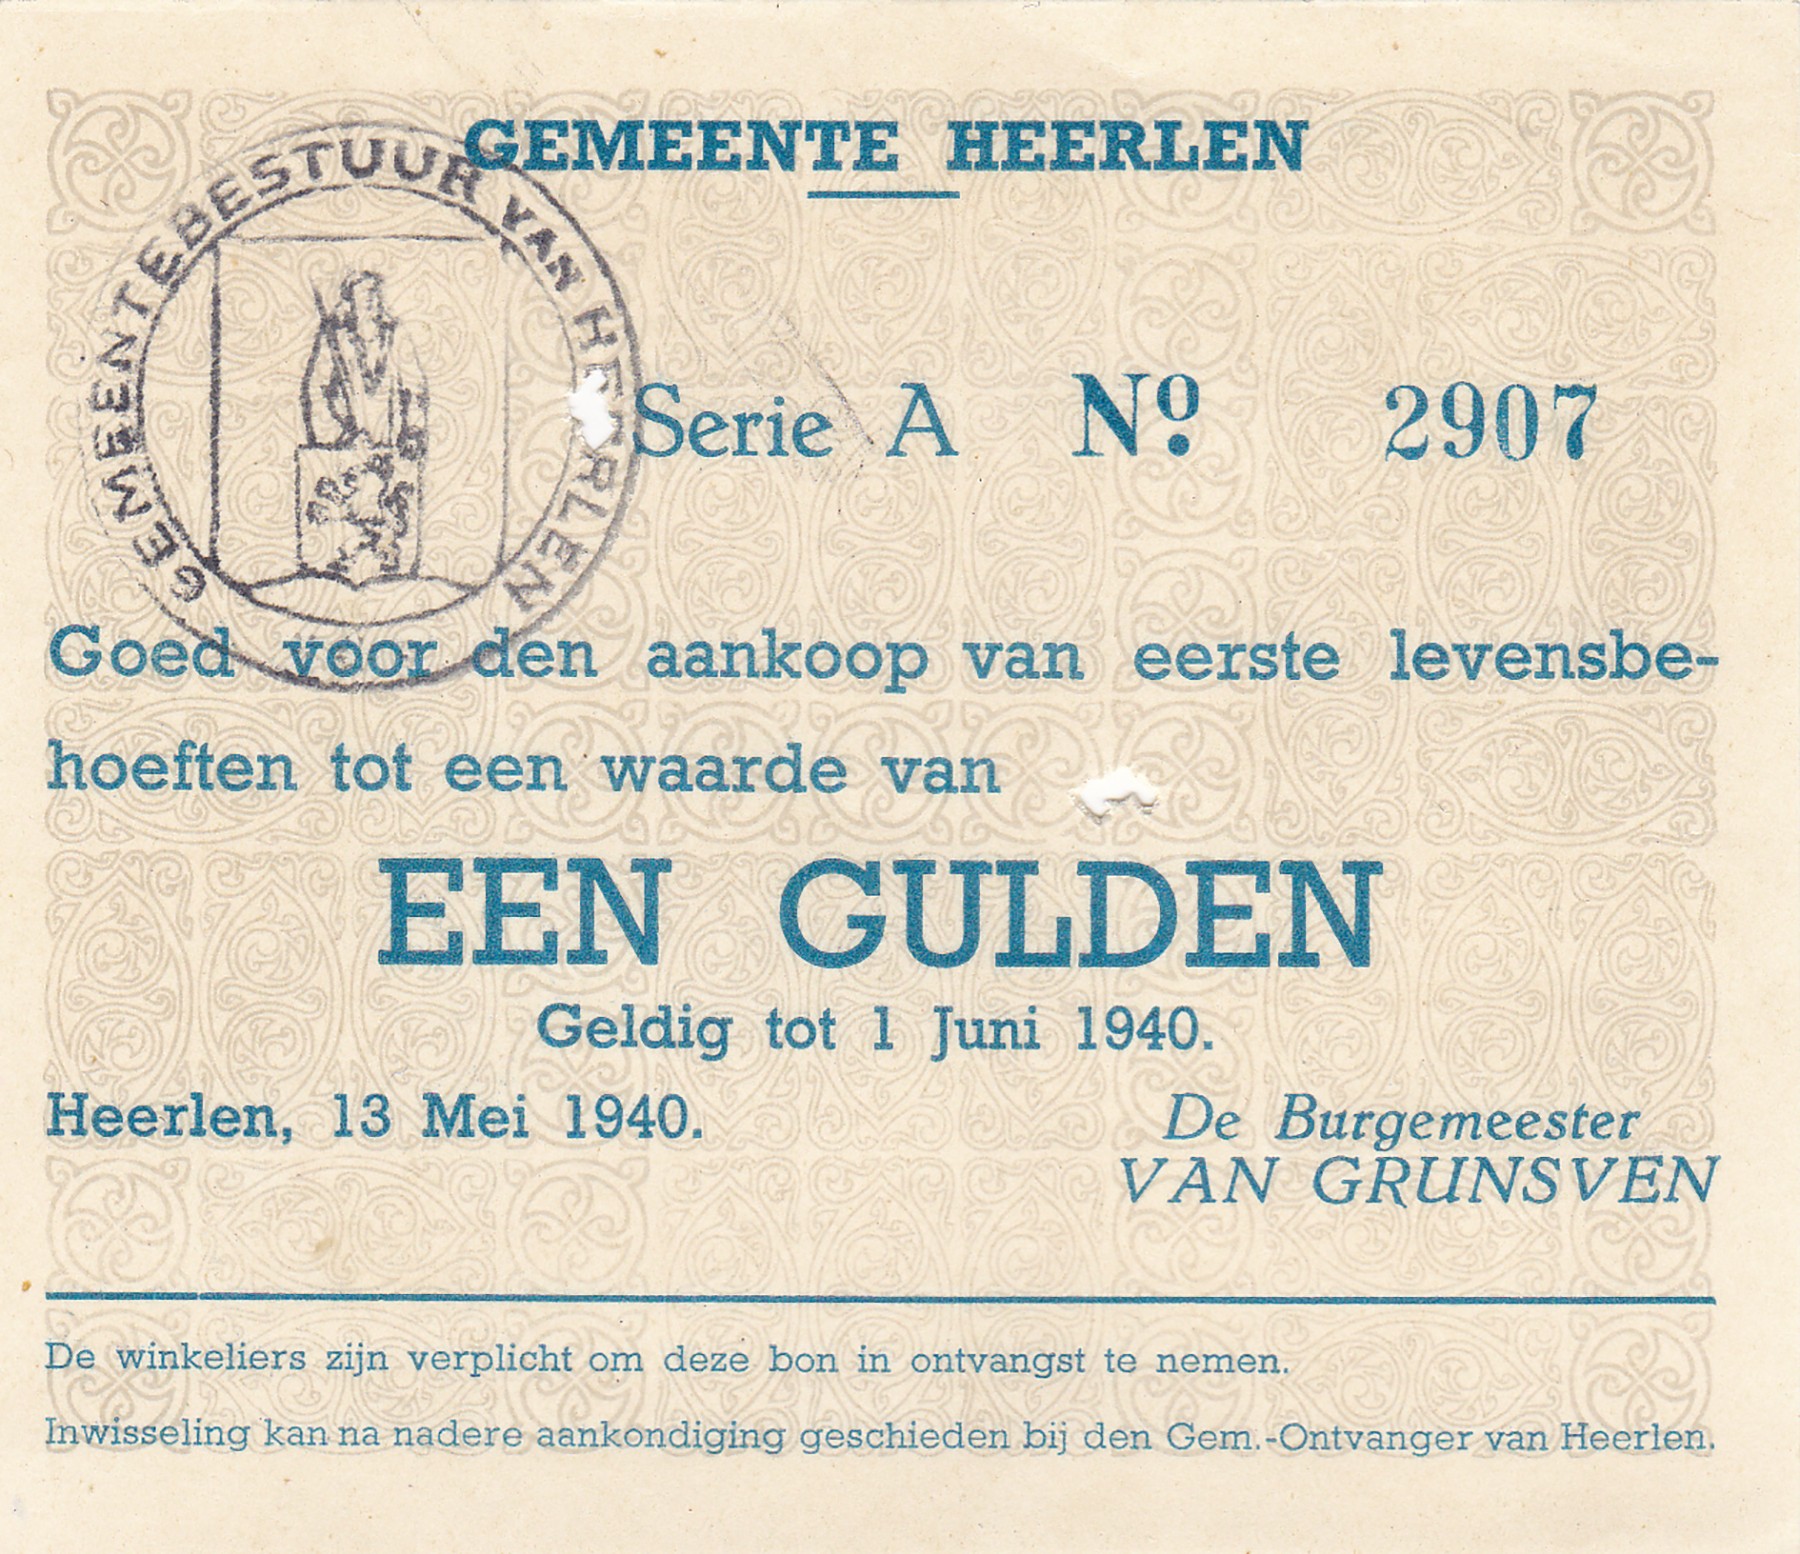 GEMEENTE HEERLEN
GEMEENTEBESTUUR VAN HEERLEN
Serie A Nº 2907
Goed voor den aankoop van eerste levensbe-
hoeften tot een waarde van
EEN GULDEN
Geldig tot 1 Juni 1940.
Heerlen, 13 Mei 1940.
De Burgemeester
VAN GRUNSVEN
De winkeliers zijn verplicht om deze bon in ontvangst te nemen.
Inwisseling kan na nadere aankondiging geschieden bij den Gem.-Ontvanger van Heerlen.